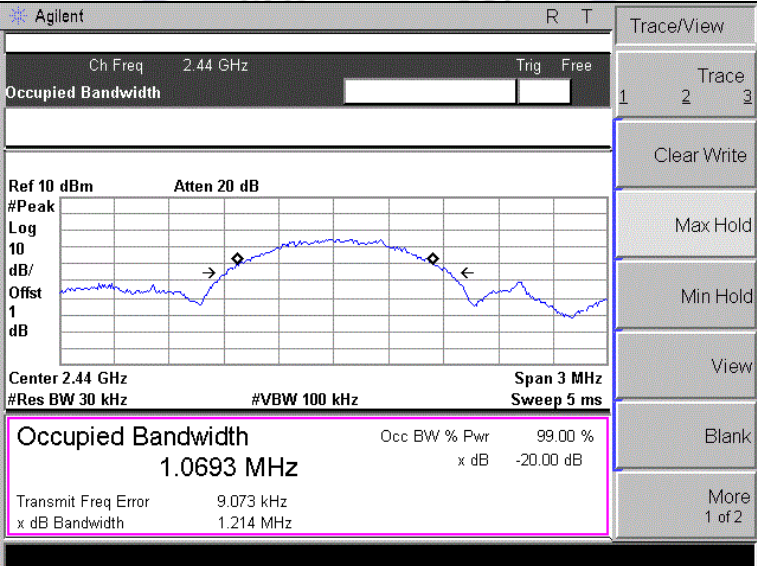 Agilent R T
Ch Freq 2.44 GHz Trig Free
Occupied Bandwidth
Ref 10 dBm Atten 20 dB
#Peak
Log
10
dB/
Offst
1
dB
Center 2.44 GHz Span 3 MHz
#Res BW 30 kHz #VBW 100 kHz Sweep 5 ms
Occupied Bandwidth Occ BW % Pwr 99.00 %
1.0693 MHz x dB -20.00 dB
Transmit Freq Error 9.073 kHz
x dB Bandwidth 1.214 MHz
Trace/View
Trace
1 2 3
Clear Write
Max Hold
Min Hold
View
Blank
More
1 of 2